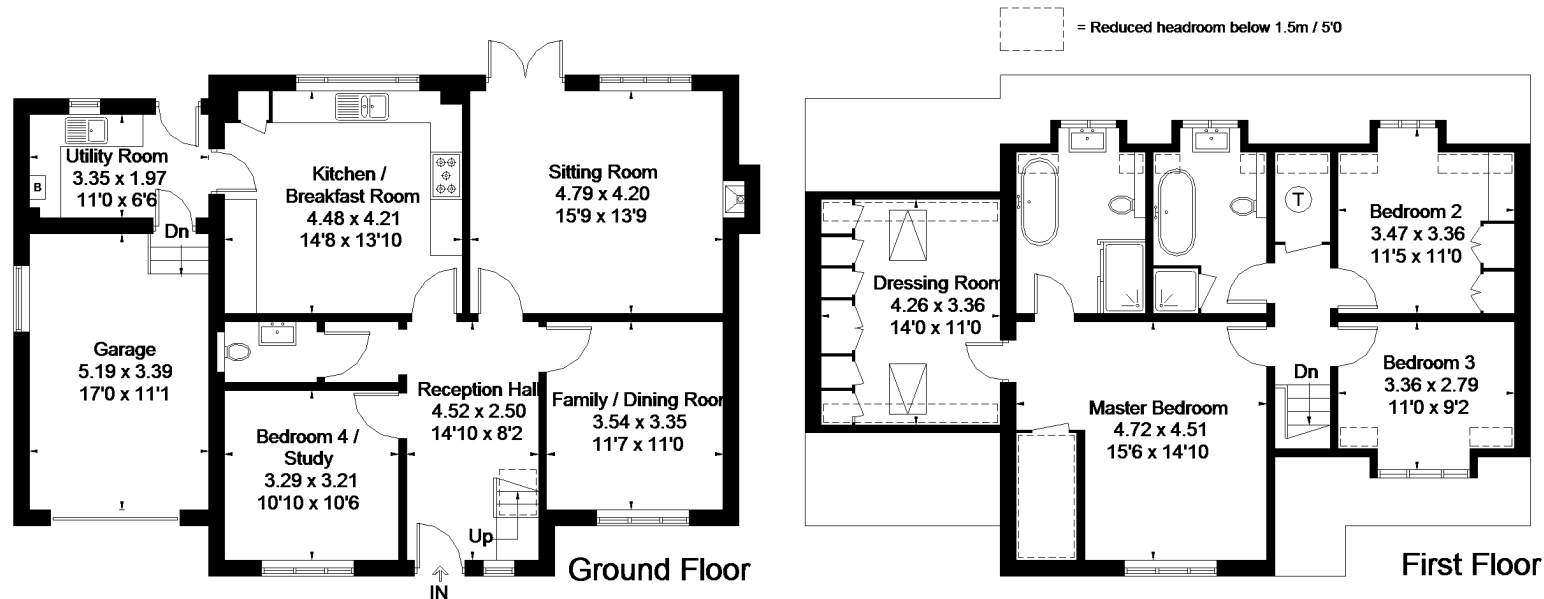 = Reduced headroom below 1.5m / 5'0
Utility Room
3.35 x 1.97
11'0 x 6'6
B
Dn
Kitchen /
Breakfast Room
4.48 x 4.21
14'8 x 13'10
Sitting Room
4.79 x 4.20
15'9 x 13'9
Garage
5.19 x 3.39
17'0 x 11'1
Bedroom 4 /
Study
3.29 x 3.21
10'10 x 10'6
Reception Hall
4.52 x 2.50
14'10 x 8'2
Family / Dining Room
3.54 x 3.35
11'7 x 11'0
Up
IN
Ground Floor
Dressing Room
4.26 x 3.36
14'0 x 11'0
T
Bedroom 2
3.47 x 3.36
11'5 x 11'0
Master Bedroom
4.72 x 4.51
15'6 x 14'10
Dn
Bedroom 3
3.36 x 2.79
11'0 x 9'2
First Floor